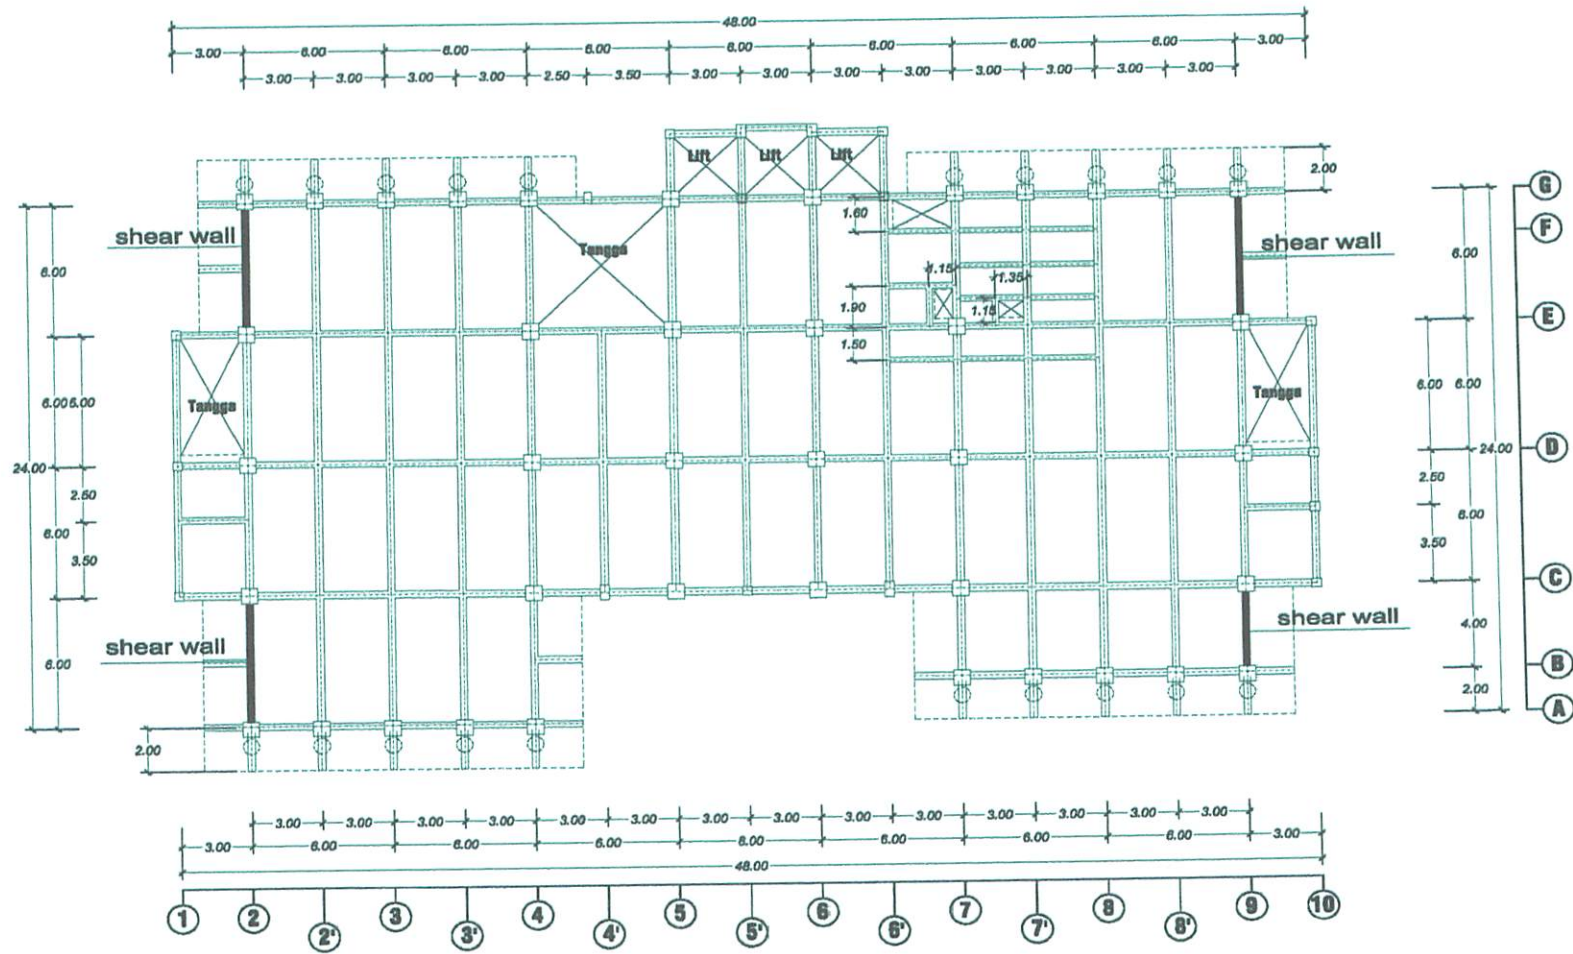 48.00
3.00 6.00 6.00 6.00 6.00 6.00 6.00 6.00 3.00
3.00 3.00 3.00 3.00 2.50 3.50 3.00 3.00 3.00 3.00 3.00 3.00 3.00 3.00
Lift Lift Lift
2.00
G
1.60
F
shear wall
shear wall
Tangga
6.00
6.00
1.15
1.35
1.90
1.15
E
1.50
6.00 5.00
Tangga
Tangga
6.00 6.00
D
24.00
24.00
2.50
2.50
6.00
6.00
3.50
3.50
C
shear wall
shear wall
4.00
6.00
B
2.00
A
2.00
3.00 3.00 3.00 3.00 3.00 3.00 3.00 3.00 3.00 3.00 3.00 3.00 3.00 3.00
3.00 6.00 6.00 6.00 6.00 6.00 6.00 6.00 3.00
48.00
1 2 3 4 5 6 7 8 9 10
2' 3' 4' 5' 6' 7' 8'